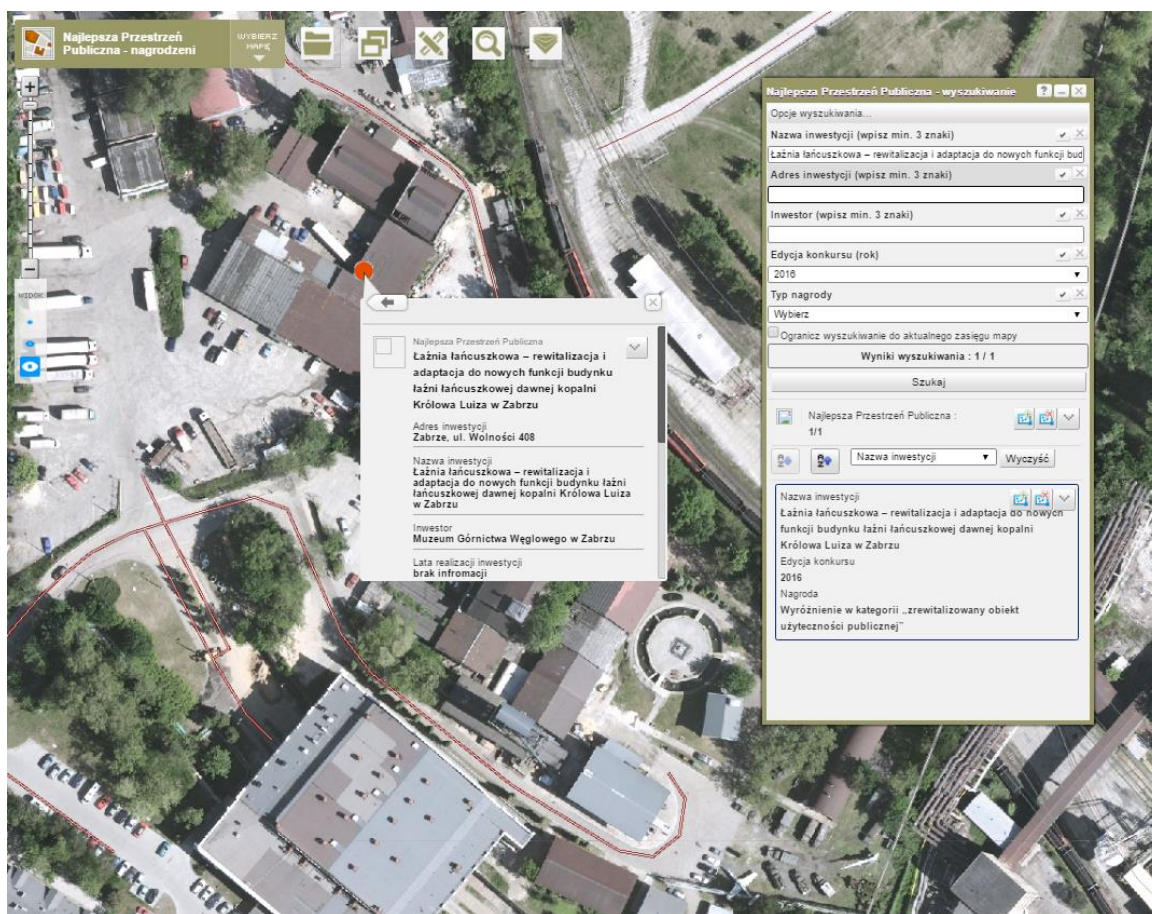 Najlepsza Przestrzeń
Publiczna - nagrodzeni
WYBIERZ
MAPĘ
WIDOK
Najlepsza Przestrzeń Publiczna
Łaźnia łańcuszkowa – rewitalizacja i
adaptacja do nowych funkcji budynku
łaźni łańcuszkowej dawnej kopalni
Królowa Luiza w Zabrzu
Adres inwestycji
Zabrze, ul. Wolności 408
Nazwa inwestycji
Łaźnia łańcuszkowa – rewitalizacja i
adaptacja do nowych funkcji budynku łaźni
łańcuszkowej dawnej kopalni Królowa Luiza
w Zabrzu
Inwestor
Muzeum Górnictwa Węglowego w Zabrzu
Lata realizacji inwestycji
brak infromacji
Najlepsza Przestrzeń Publiczna - wyszukiwanie
Opcje wyszukiwania...
Nazwa inwestycji (wpisz min. 3 znaki)
Łaźnia łańcuszkowa – rewitalizacja i adaptacja do nowych funkcji bud
Adres inwestycji (wpisz min. 3 znaki)
Inwestor (wpisz min. 3 znaki)
Edycja konkursu (rok)
2016
Typ nagrody
Wybierz
Ogranicz wyszukiwanie do aktualnego zasięgu mapy
Wyniki wyszukiwania : 1 / 1
Szukaj
Najlepsza Przestrzeń Publiczna :
1/1
Nazwa inwestycji
Wyczyść
Nazwa inwestycji
Łaźnia łańcuszkowa – rewitalizacja i adaptacja do nowych
funkcji budynku łaźni łańcuszkowej dawnej kopalni
Królowa Luiza w Zabrzu
Edycja konkursu
2016
Nagroda
Wyróżnienie w kategorii „zrewitalizowany obiekt
użyteczności publicznej”